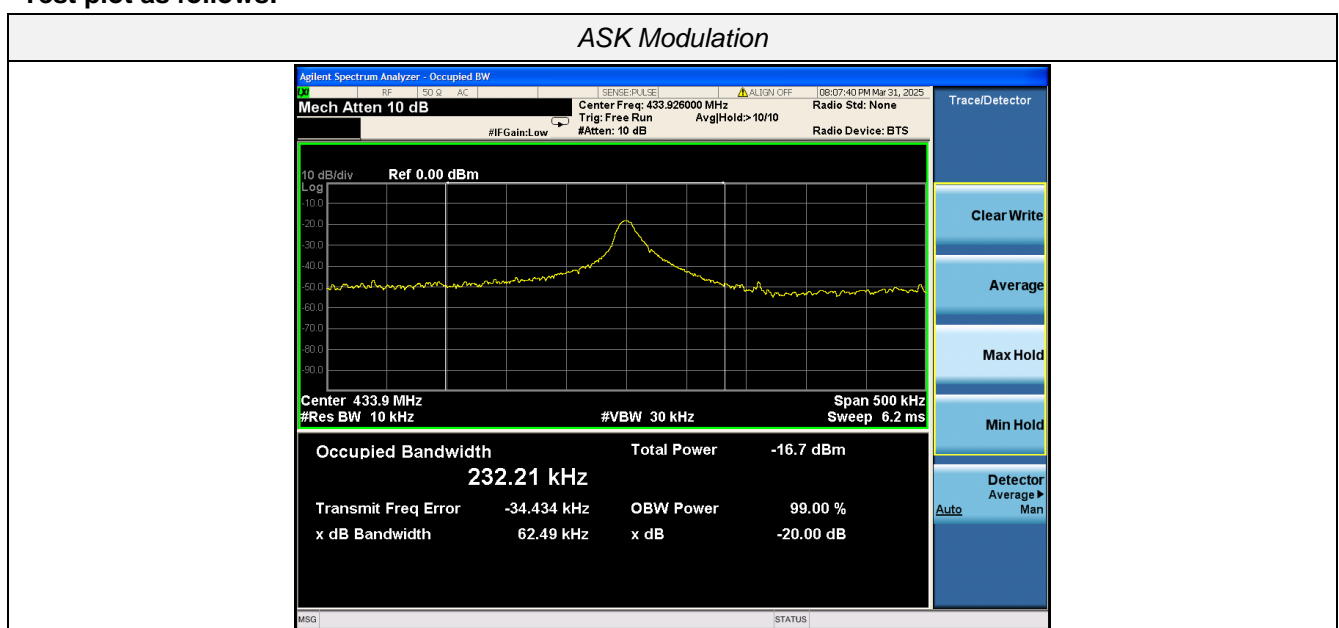 Test plot as follows:
ASK Modulation
Agilent Spectrum Analyzer - Occupied BW
LXI RF 50 Ω AC SENSE:PULSE ALIGN OFF 08:07:40 PM Mar 31, 2025
Mech Atten 10 dB Center Freq: 433.926000 MHz Radio Std: None
Trig: Free Run Avg|Hold:>10/10
#IFGain:Low #Atten: 10 dB Radio Device: BTS
10 dB/div Ref 0.00 dBm
Log
-10.0
-20.0
-30.0
-40.0
-50.0
-60.0
-70.0
-80.0
-90.0
Center 433.9 MHz Span 500 kHz
#Res BW 10 kHz #VBW 30 kHz Sweep 6.2 ms
Occupied Bandwidth Total Power -16.7 dBm
232.21 kHz
Transmit Freq Error -34.434 kHz OBW Power 99.00 %
x dB Bandwidth 62.49 kHz x dB -20.00 dB
Trace/Detector
Clear Write
Average
Max Hold
Min Hold
Detector
Average
Auto Man
MSG STATUS